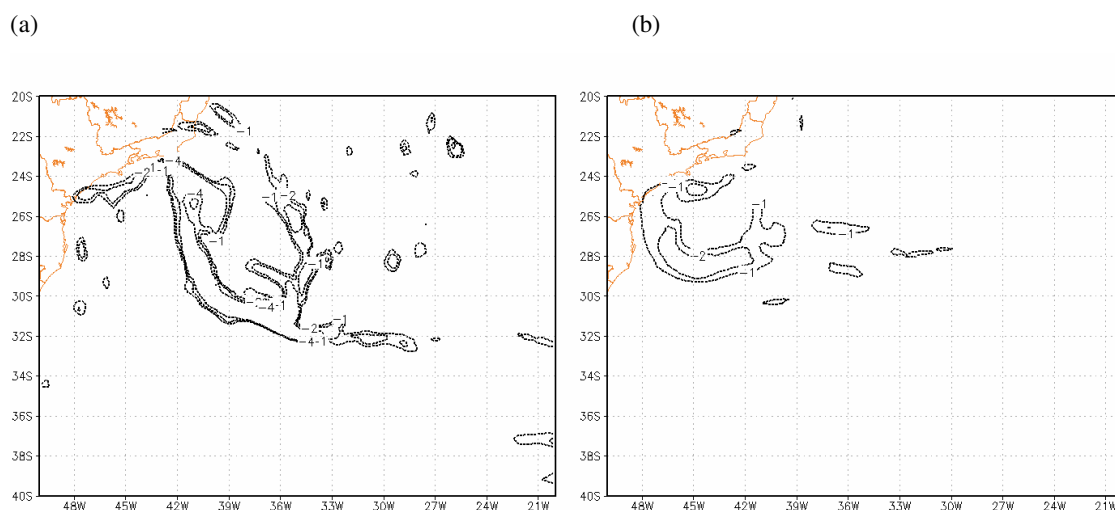 (a) (b)
20S 20S
-1
22S -1 22S
-2 1-1 -4
24S 24S
-1
-4 -1 -2
26S -1 26S
-1 -1
28S -1 -2 28S
-1
30S -4 1 30S
-2 -1
32S -4-1 32S
34S 34S
36S 36S
38S 38S
40S 40S
48W 45W 42W 39W 36W 33W 30W 27W 24W 21W 48W 45W 42W 39W 36W 33W 30W 27W 24W 21W